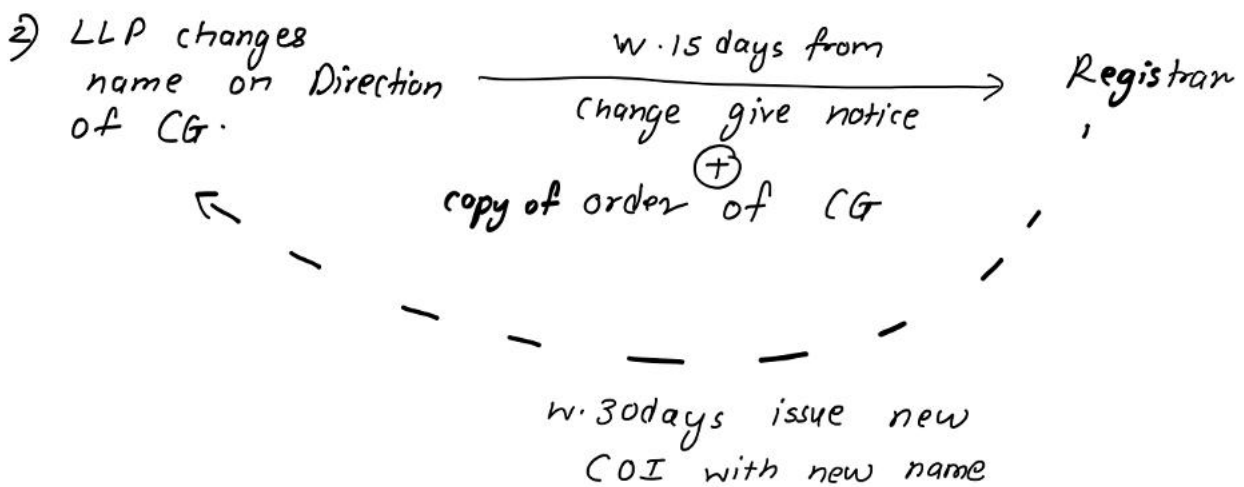 2) LLP changes
name on Direction
of CG.
w.15 days from
change give notice
+
copy of order of CG
Registrar
w.30days issue new
COI with new name